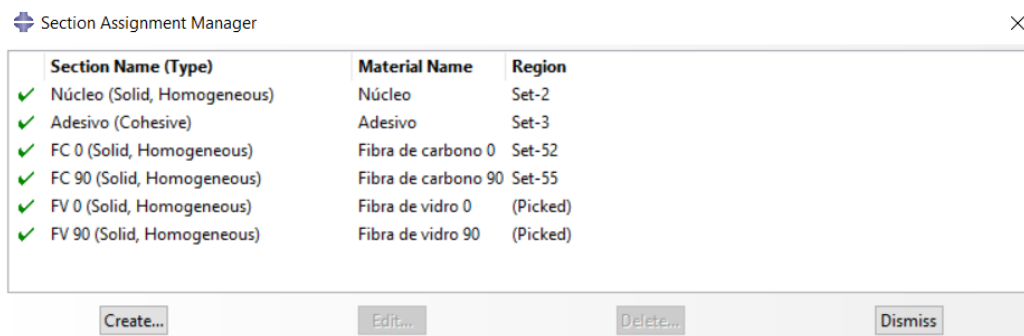 Section Assignment Manager
Section Name (Type) Material Name Region
Núcleo (Solid, Homogeneous) Núcleo Set-2
Adesivo (Cohesive) Adesivo Set-3
FC 0 (Solid, Homogeneous) Fibra de carbono 0 Set-52
FC 90 (Solid, Homogeneous) Fibra de carbono 90 Set-55
FV 0 (Solid, Homogeneous) Fibra de vidro 0 (Picked)
FV 90 (Solid, Homogeneous) Fibra de vidro 90 (Picked)
Create... Edit... Delete... Dismiss